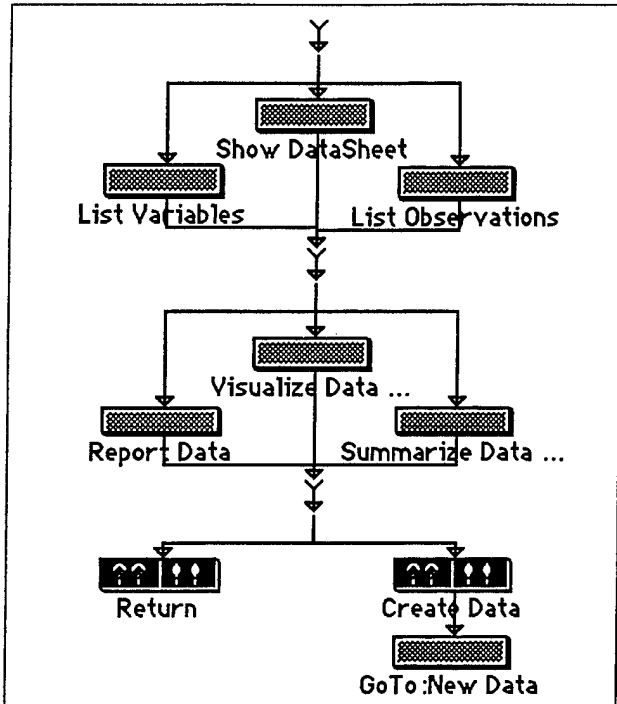 Show DataSheet
List Variables
List Observations
Visualize Data ...
Report Data
Summarize Data ...
Return
Create Data
GoTo:New Data